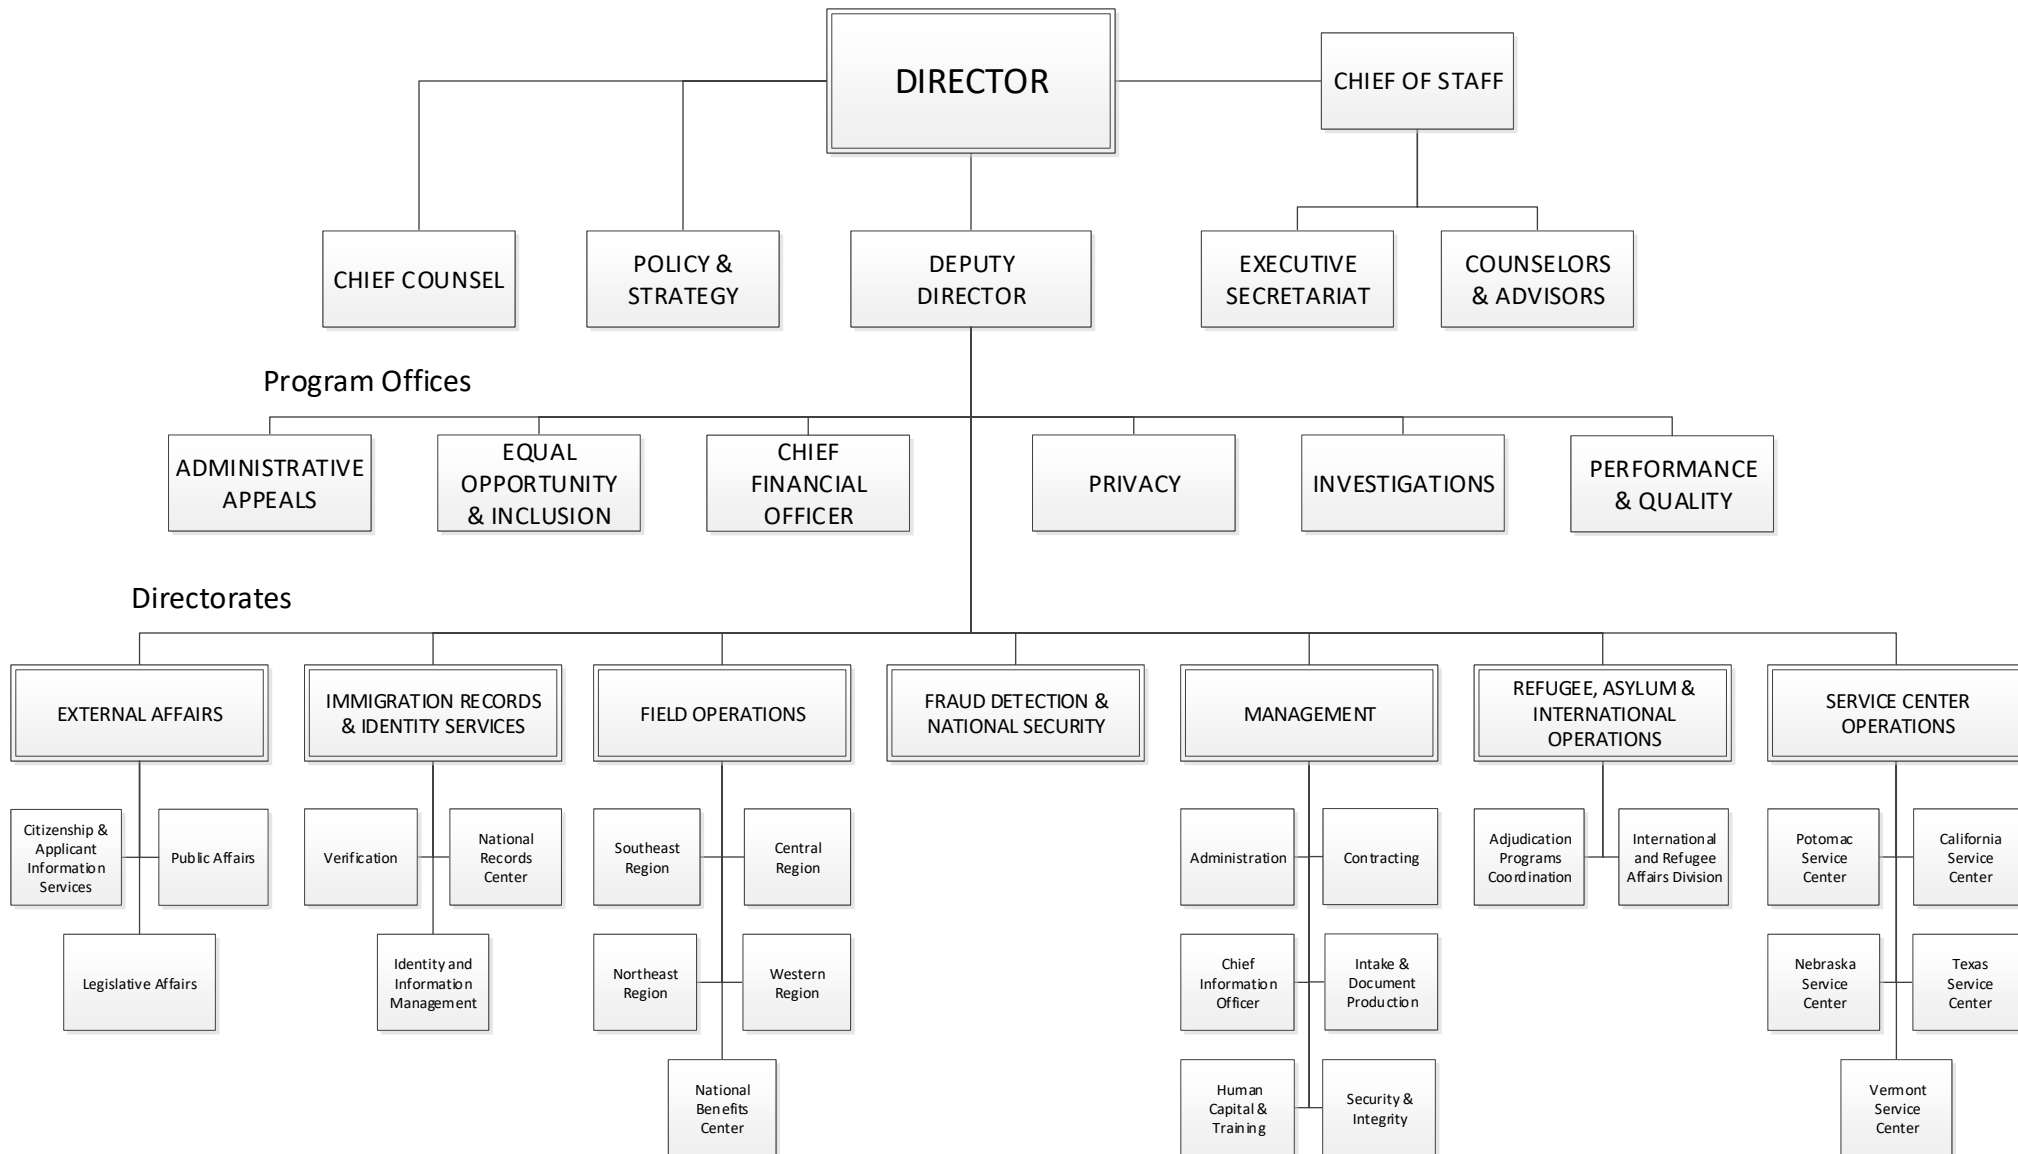 DIRECTOR
CHIEF OF STAFF
CHIEF COUNSEL
POLICY &
STRATEGY
DEPUTY
DIRECTOR
EXECUTIVE
SECRETARIAT
COUNSELORS
& ADVISORS
Program Offices
ADMINISTRATIVE
APPEALS
EQUAL
OPPORTUNITY
& INCLUSION
CHIEF
FINANCIAL
OFFICER
PRIVACY
INVESTIGATIONS
PERFORMANCE
& QUALITY
Directorates
EXTERNAL AFFAIRS
IMMIGRATION RECORDS
& IDENTITY SERVICES
FIELD OPERATIONS
FRAUD DETECTION &
NATIONAL SECURITY
MANAGEMENT
REFUGEE, ASYLUM &
INTERNATIONAL
OPERATIONS
SERVICE CENTER
OPERATIONS
Citizenship &
Applicant
Information
Services
Public Affairs
Legislative Affairs
Verification
National
Records
Center
Identity and
Information
Management
Southeast
Region
Central
Region
Northeast
Region
Western
Region
National
Benefits
Center
Administration
Contracting
Chief
Information
Officer
Intake &
Document
Production
Human
Capital &
Training
Security &
Integrity
Adjudication
Programs
Coordination
International
and Refugee
Affairs Division
Potomac
Service
Center
California
Service
Center
Nebraska
Service
Center
Texas
Service
Center
Vermont
Service
Center